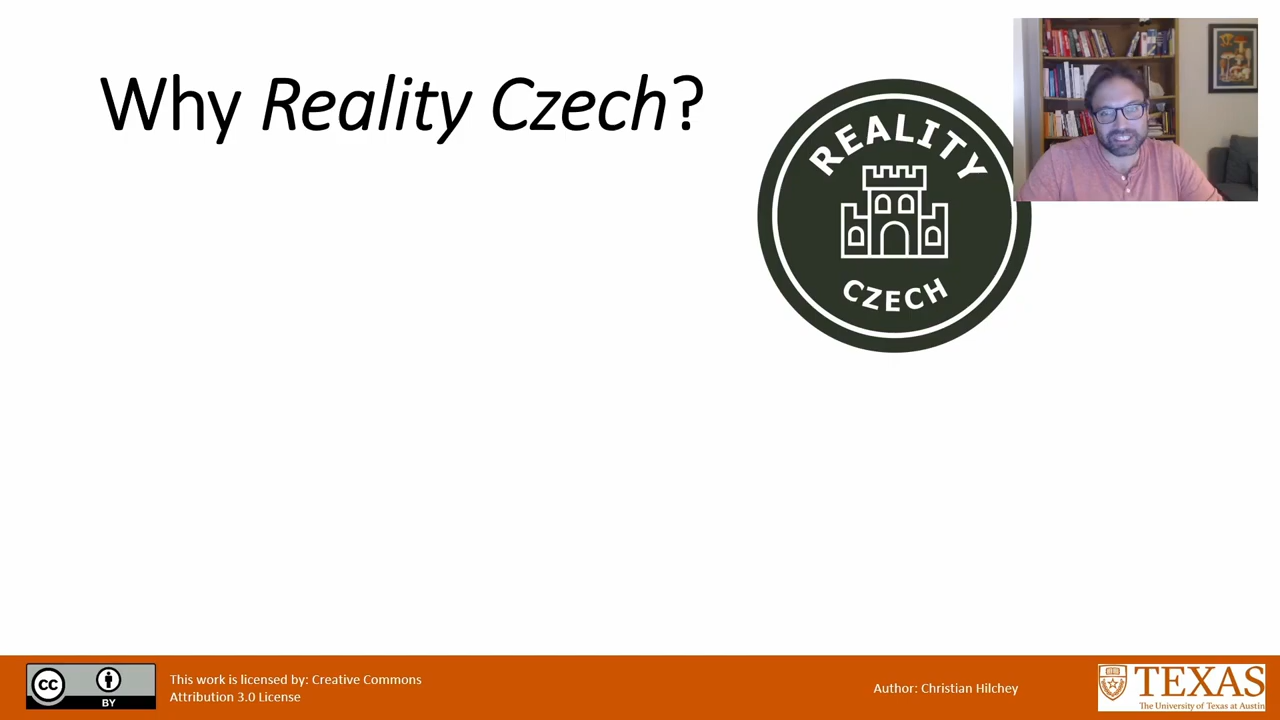 Why Reality Czech?
REALITY
CZECH
cc
BY
This work is licensed by: Creative Commons
Attribution 3.0 License
Author: Christian Hilchey
TEXAS
The University of Texas at Austin